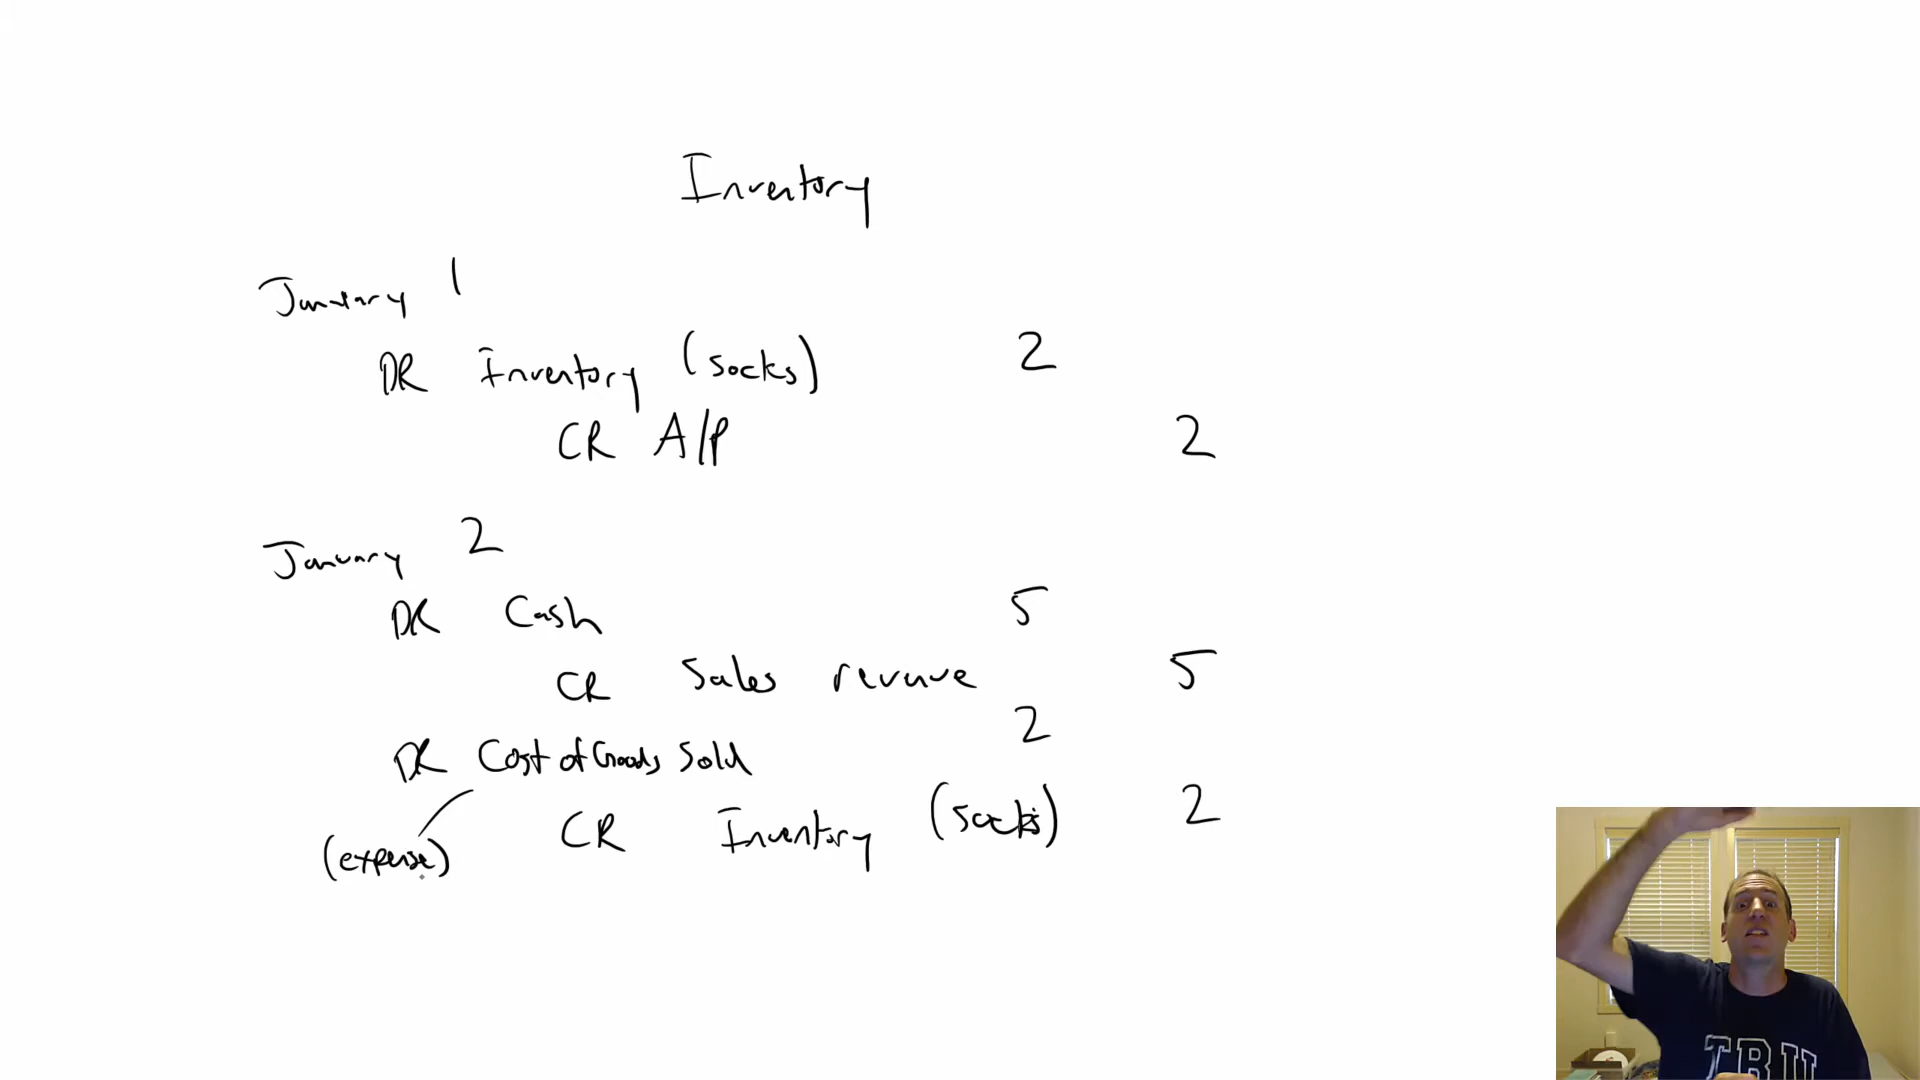 Inventory
January 1
DR Inventory (socks) 2
CR A/P 2
January 2
DR Cash 5
CR Sales revenue 5
DR Cost of Goods Sold 2
(expense) CR Inventory (socks) 2
TRU